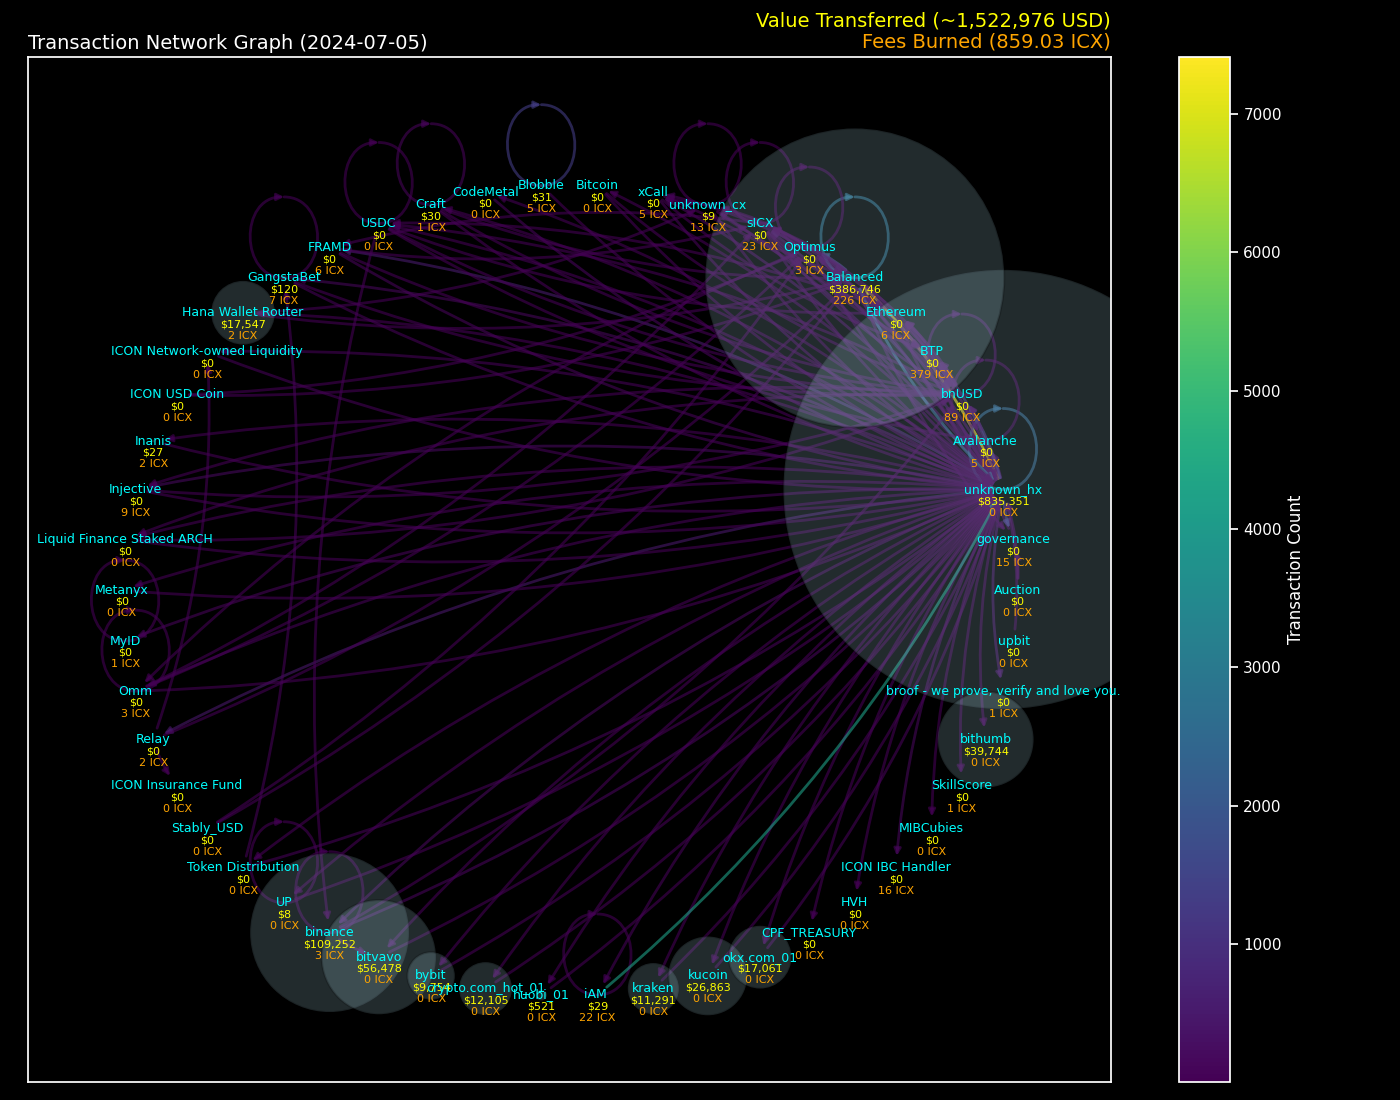 Value Transferred (~1,522,976 USD)
Transaction Network Graph (2024-07-05)
Fees Burned (859.03 ICX)
Blobble
$31
5 ICX
Bitcoin
$0
0 ICX
CodeMetal
$0
0 ICX
xCall
$0
5 ICX
Craft
$30
1 ICX
unknown_cx
$9
13 ICX
USDC
$0
0 ICX
sICX
$0
23 ICX
FRAMD
$0
6 ICX
Optimus
$0
3 ICX
GangstaBet
$120
7 ICX
Balanced
$386,746
226 ICX
Hana Wallet Router
$17,547
2 ICX
Ethereum
$0
6 ICX
ICON Network-owned Liquidity
$0
0 ICX
BTP
$0
379 ICX
ICON USD Coin
$0
0 ICX
bnUSD
$0
89 ICX
Inanis
$27
2 ICX
Avalanche
$0
5 ICX
Injective
$0
9 ICX
unknown_hx
$835,351
0 ICX
Liquid Finance Staked ARCH
$0
0 ICX
governance
$0
15 ICX
Metanyx
$0
0 ICX
Auction
$0
0 ICX
MyID
$0
1 ICX
upbit
$0
0 ICX
Omm
$0
3 ICX
broof - we prove, verify and love you.
$0
1 ICX
Relay
$0
2 ICX
bithumb
$39,744
0 ICX
ICON Insurance Fund
$0
0 ICX
SkillScore
$0
1 ICX
Stably_USD
$0
0 ICX
MIBCubies
$0
0 ICX
Token Distribution
$0
0 ICX
ICON IBC Handler
$0
16 ICX
UP
$8
0 ICX
HVH
$0
0 ICX
binance
$109,252
3 ICX
CPF_TREASURY
$0
0 ICX
bitvavo
$56,478
0 ICX
okx.com_01
$17,061
0 ICX
bybit
$9,754
0 ICX
kucoin
$26,863
0 ICX
crypto.com_hot_01
$12,105
0 ICX
huobi_01
$521
0 ICX
iAM
$29
22 ICX
kraken
$11,291
0 ICX
7000
6000
5000
4000
3000
2000
1000
Transaction Count